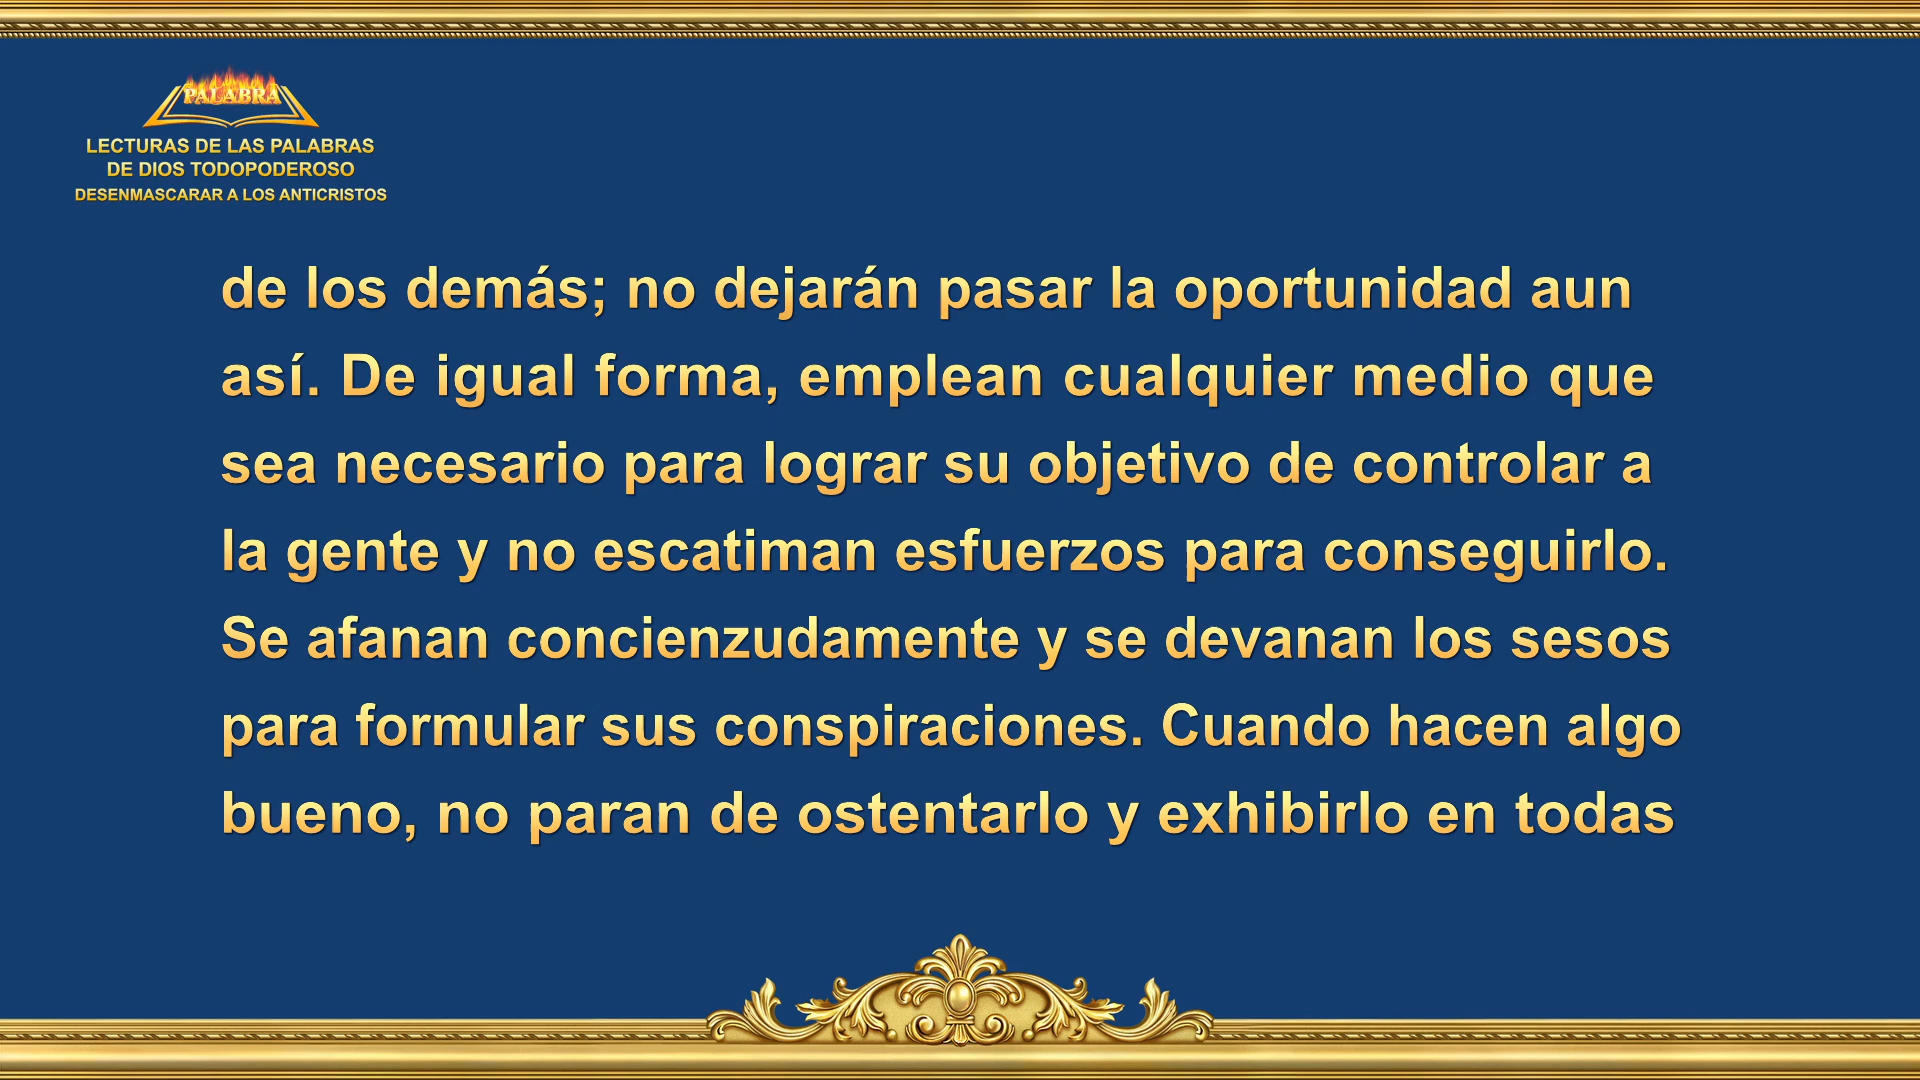 PALABRA
LECTURAS DE LAS PALABRAS
DE DIOS TODOPODEROSO
DESENMASCARAR A LOS ANTICRISTOS
de los demás; no dejarán pasar la oportunidad aun
así. De igual forma, emplean cualquier medio que
sea necesario para lograr su objetivo de controlar a
la gente y no escatiman esfuerzos para conseguirlo.
Se afanan concienzudamente y se devanan los sesos
para formular sus conspiraciones. Cuando hacen algo
bueno, no paran de ostentarlo y exhibirlo en todas